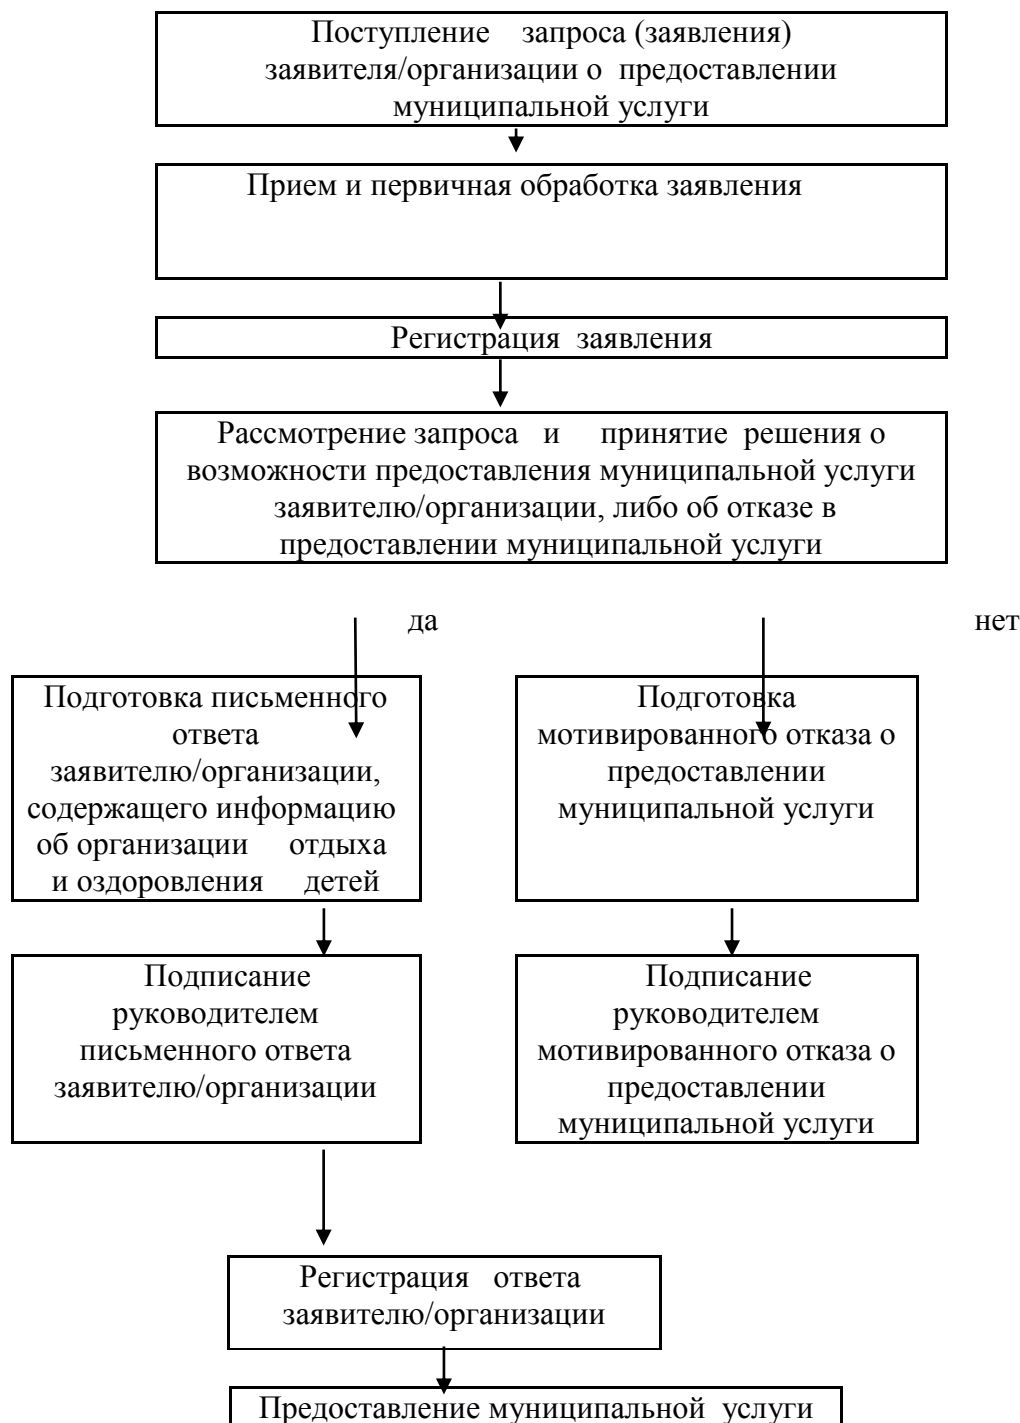 Поступление запроса (заявления)
заявителя/организации о предоставлении
муниципальной услуги
Прием и первичная обработка заявления
Регистрация заявления
Рассмотрение запроса и принятие решения о
возможности предоставления муниципальной услуги
заявителю/организации, либо об отказе в
предоставлении муниципальной услуги
да
нет
Подготовка письменного
ответа
заявителю/организации,
содержащего информацию
об организации отдыха
и оздоровления детей
Подготовка
мотивированного отказа о
предоставлении
муниципальной услуги
Подписание
руководителем
письменного ответа
заявителю/организации
Подписание
руководителем
мотивированного отказа о
предоставлении
муниципальной услуги
Регистрация ответа
заявителю/организации
Предоставление муниципальной услуги